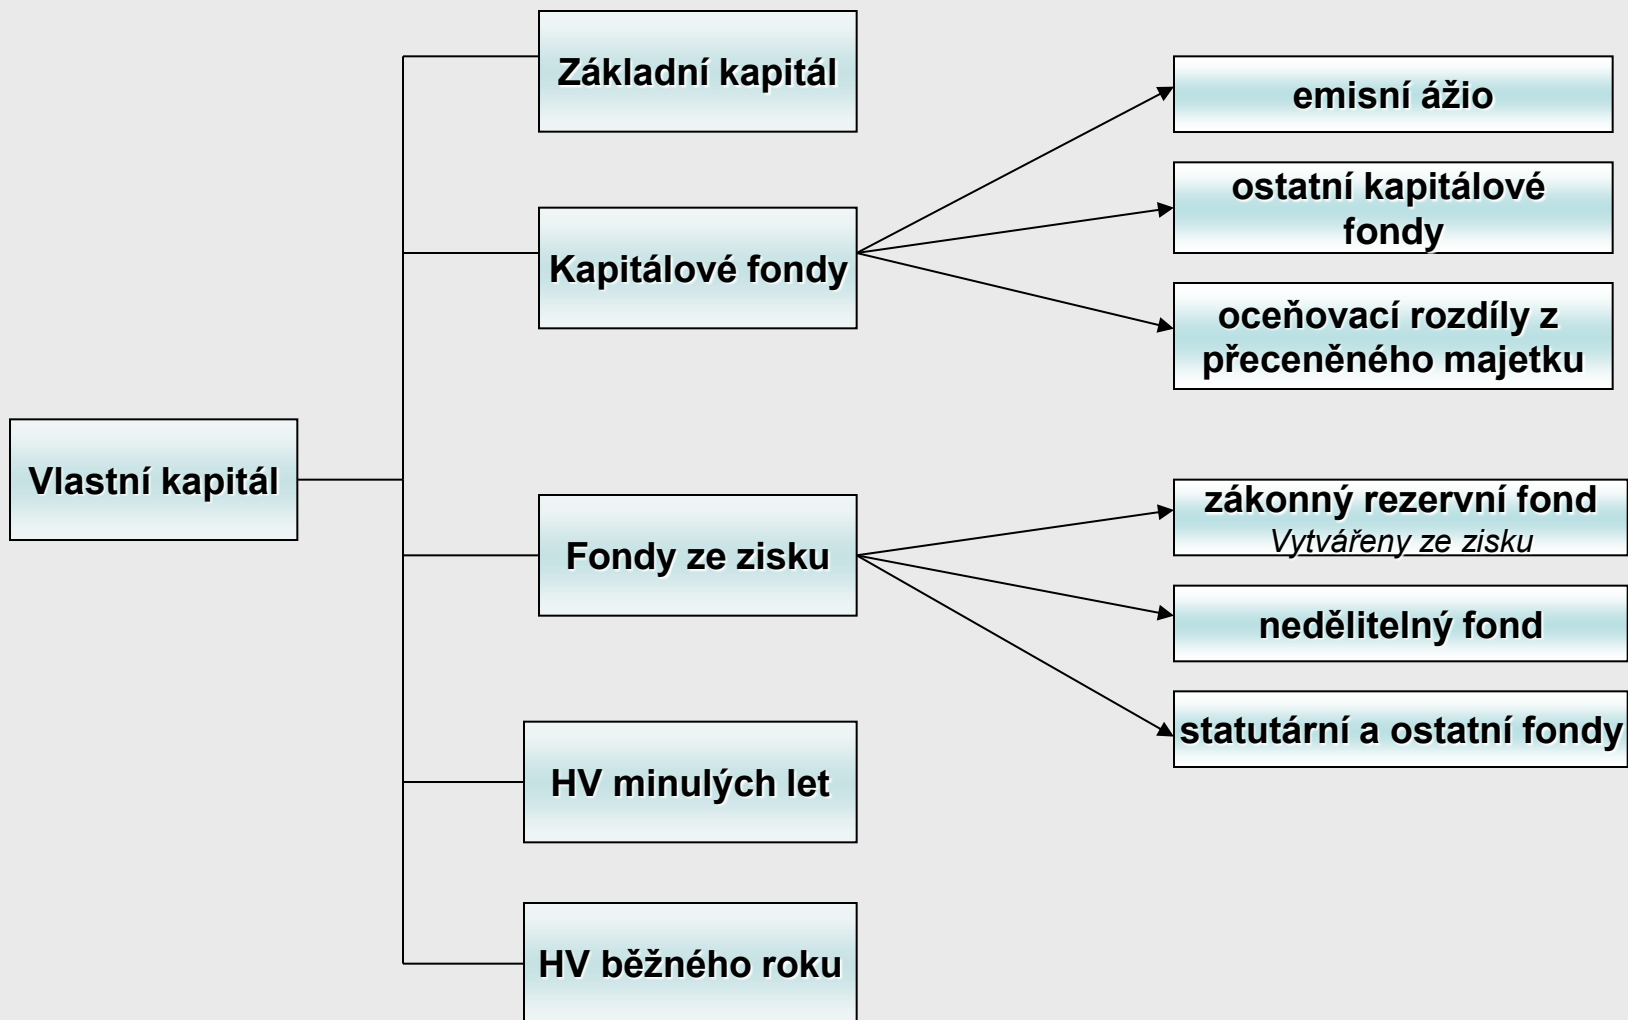 Vlastní kapitál
Základní kapitál
Kapitálové fondy
emisní ážio
ostatní kapitálové
fondy
oceňovací rozdíly z
přeceněného majetku
Fondy ze zisku
zákonný rezervní fond
Vytvářeny ze zisku
nedělitelný fond
statutární a ostatní fondy
HV minulých let
HV běžného roku